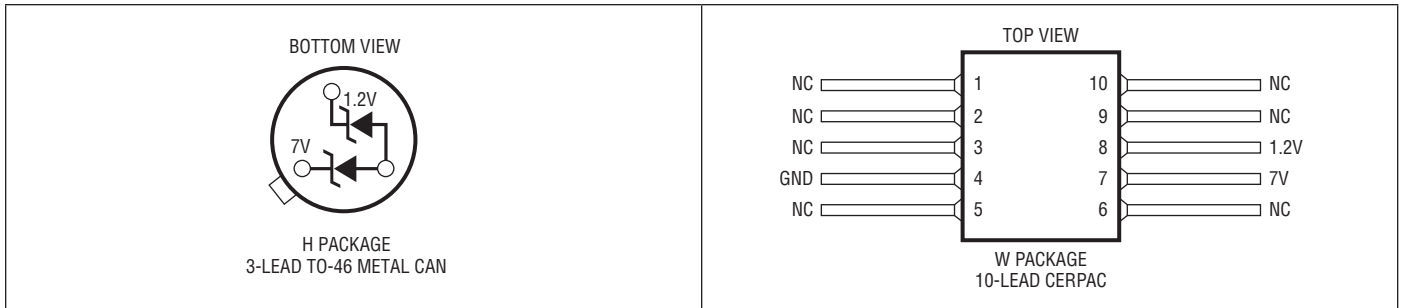 BOTTOM VIEW
1.2V
7V
H PACKAGE
3-LEAD TO-46 METAL CAN
TOP VIEW
NC 1 10 NC
NC 2 9 NC
NC 3 8 1.2V
GND 4 7 7V
NC 5 6 NC
W PACKAGE
10-LEAD CERPAC